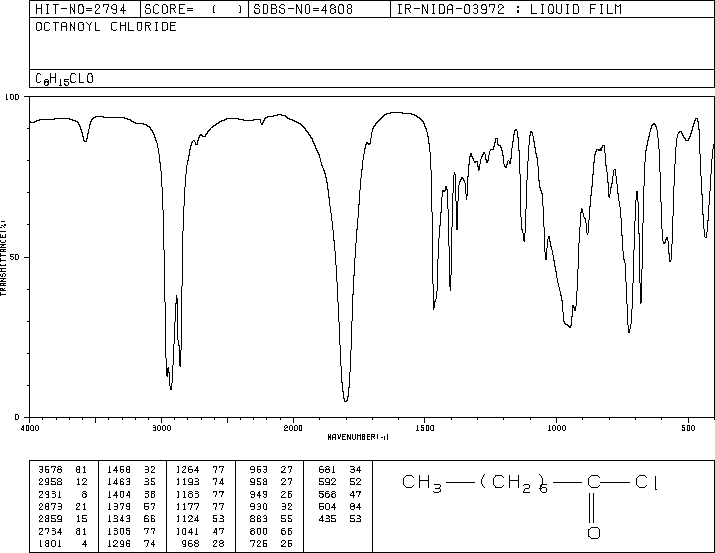 HIT-NO=2794 SCORE= ( ) SDBS-NO=4808 IR-NIDA-03972 : LIQUID FILM
OCTANOYL CHLORIDE
C8H15CLO
100
TRANSMITTANCE(%)
50
0
4000 3000 2000 1500 1000 500
WAVENUMBER(-1)
3578 81 1468 32 1264 77 963 27 681 34
2958 12 1463 35 1193 74 958 27 592 52
2931 8 1404 38 1183 77 949 26 568 47
2873 21 1379 57 1177 77 930 32 504 84
2859 15 1343 66 1124 53 883 55 435 53
2734 81 1305 77 1041 47 800 66
1801 4 1296 74 968 28 726 26
CH3 (CH2)6 C Cl
O